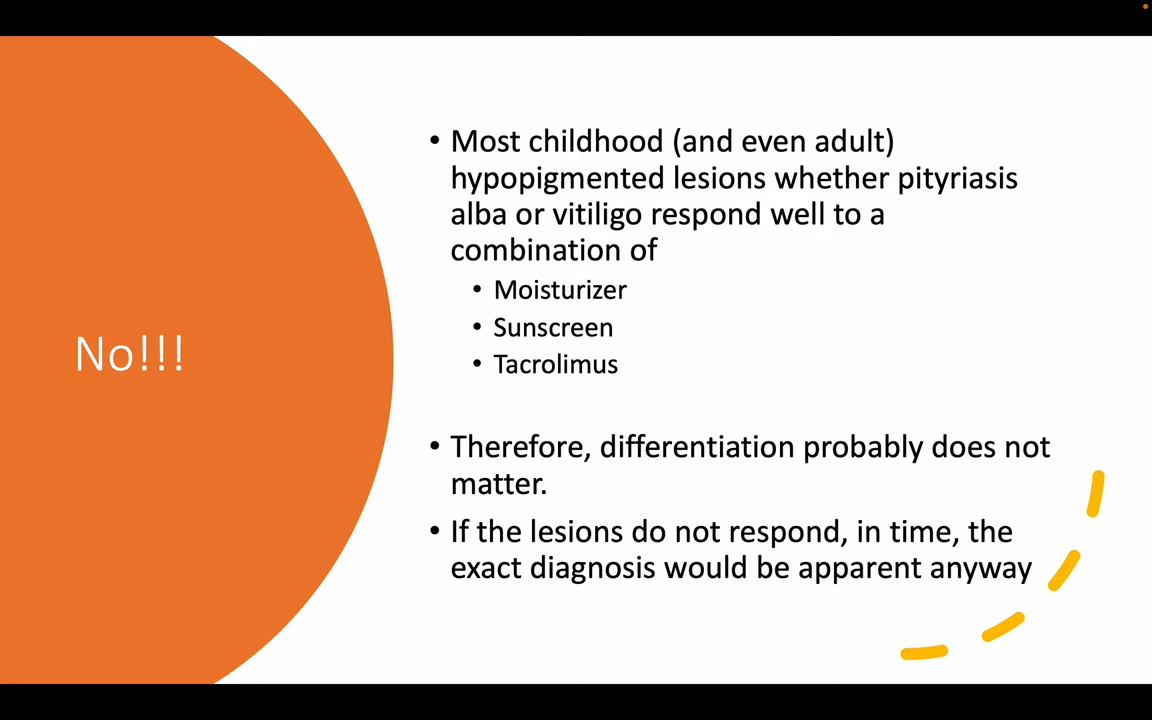 No!!!
• Most childhood (and even adult)
hypopigmented lesions whether pityriasis
alba or vitiligo respond well to a
combination of
• Moisturizer
• Sunscreen
• Tacrolimus
• Therefore, differentiation probably does not
matter.
• If the lesions do not respond, in time, the
exact diagnosis would be apparent anyway